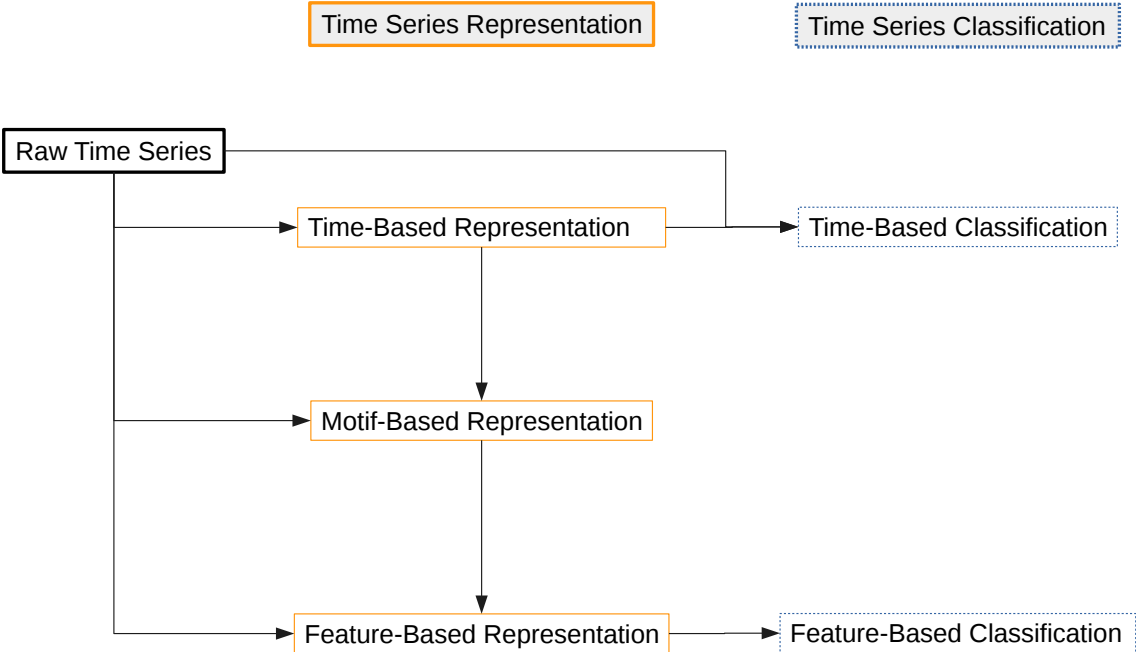 Time Series Representation
Time Series Classification
Raw Time Series
Time-Based Representation
Time-Based Classification
Motif-Based Representation
Feature-Based Representation
Feature-Based Classification